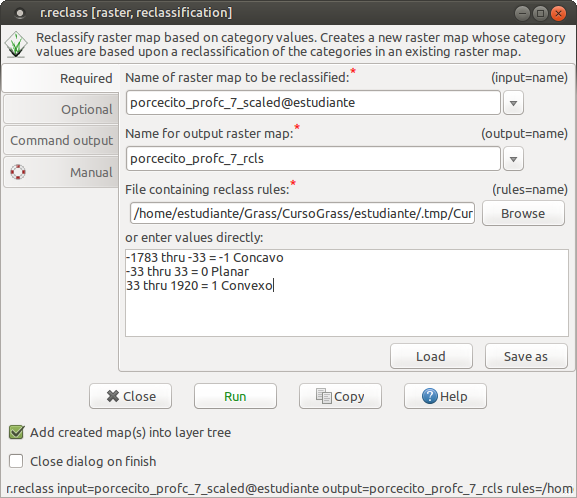 r.reclass [raster, reclassification]
Reclassify raster map based on category values. Creates a new raster map whose category
values are based upon a reclassification of the categories in an existing raster map.
Required
Optional
Command output
Manual
Name of raster map to be reclassified:* (input=name)
porcecito_profc_7_scaled@estudiante
Name for output raster map:* (output=name)
porcecito_profc_7_rcls
File containing reclass rules:* (rules=name)
/home/estudiante/Grass/CursoGrass/estudiante/.tmp/Cur Browse
or enter values directly:
-1783 thru -33 = -1 Concavo
-33 thru 33 = 0 Planar
33 thru 1920 = 1 Convexo
Load Save as
Close Run Copy Help
Add created map(s) into layer tree
Close dialog on finish
r.reclass input=porcecito_profc_7_scaled@estudiante output=porcecito_profc_7_rcls rules=/hom